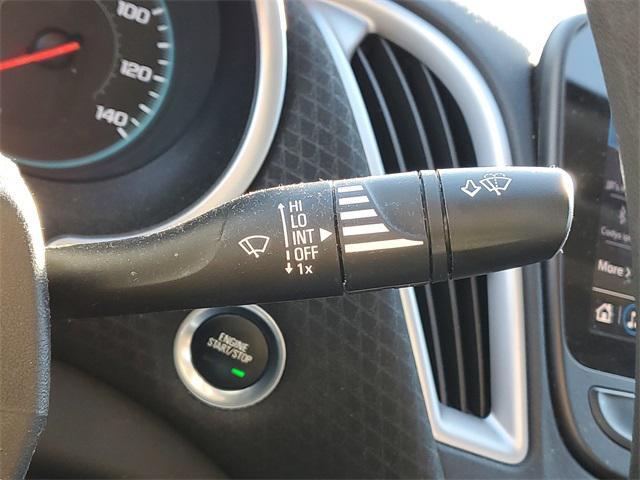 100
120
140
HI
LO
INT
OFF
1x
ENGINE
START/STOP
More